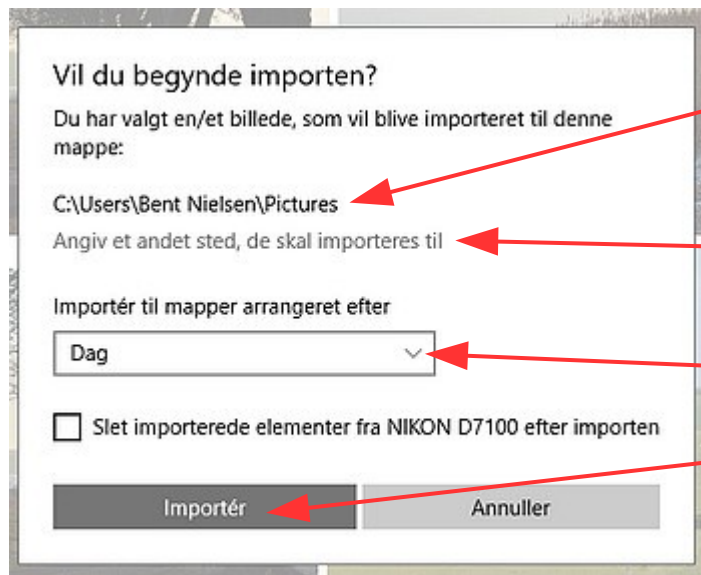 Vil du begynde importen?
Du har valgt en/et billede, som vil blive importeret til denne
mappe:
C:\Users\Bent Nielsen\Pictures
Angiv et andet sted, de skal importeres til
Importér til mapper arrangeret efter
Dag
Slet importerede elementer fra NIKON D7100 efter importen
Importér
Annuller